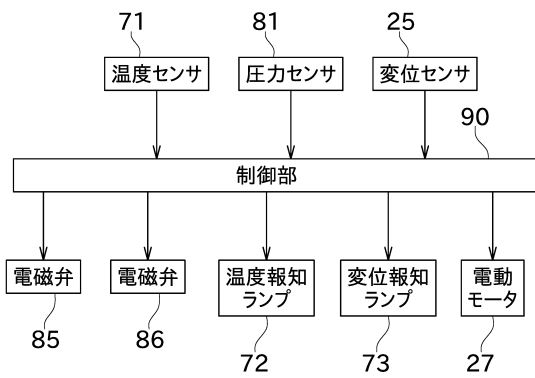 71
81
25
温度センサ
圧力センサ
変位センサ
90
制御部
電磁弁
電磁弁
温度報知
ランプ
変位報知
ランプ
電動
モータ
85
86
72
73
27